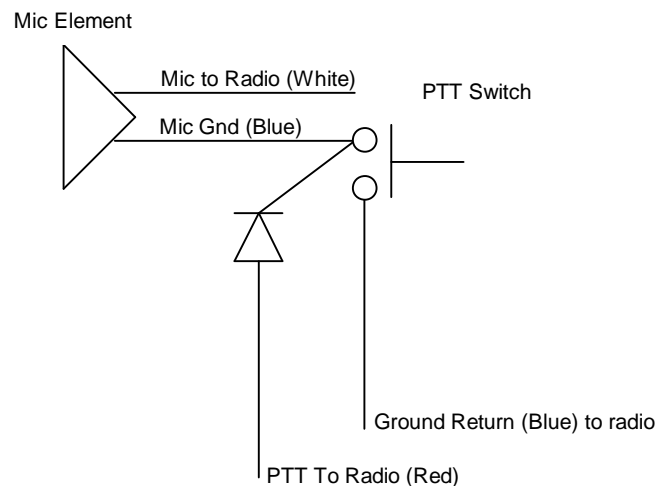 Mic Element
Mic to Radio (White)
PTT Switch
Mic Gnd (Blue)
Ground Return (Blue) to radio
PTT To Radio (Red)